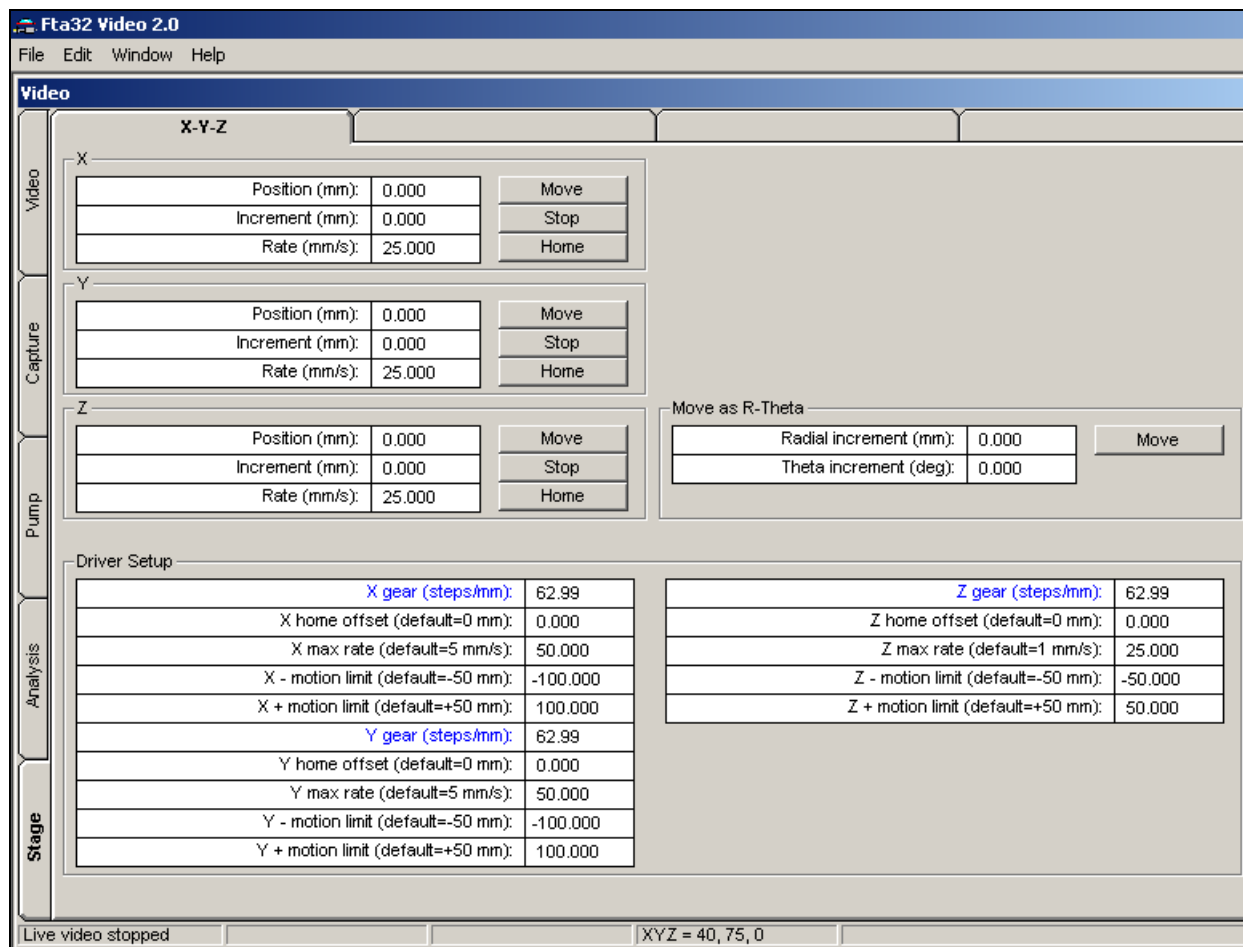 Fta32 Video 2.0
File Edit Window Help
Video
X-Y-Z
Video
Capture
Pump
Analysis
Stage
X
Position (mm): 0.000 Move
Increment (mm): 0.000 Stop
Rate (mm/s): 25.000 Home
Y
Position (mm): 0.000 Move
Increment (mm): 0.000 Stop
Rate (mm/s): 25.000 Home
Z
Position (mm): 0.000 Move
Increment (mm): 0.000 Stop
Rate (mm/s): 25.000 Home
Move as R-Theta
Radial increment (mm): 0.000 Move
Theta increment (deg): 0.000
Driver Setup
X gear (steps/mm): 62.99
X home offset (default=0 mm): 0.000
X max rate (default=5 mm/s): 50.000
X - motion limit (default=-50 mm): -100.000
X + motion limit (default=+50 mm): 100.000
Y gear (steps/mm): 62.99
Y home offset (default=0 mm): 0.000
Y max rate (default=5 mm/s): 50.000
Y - motion limit (default=-50 mm): -100.000
Y + motion limit (default=+50 mm): 100.000
Z gear (steps/mm): 62.99
Z home offset (default=0 mm): 0.000
Z max rate (default=1 mm/s): 25.000
Z - motion limit (default=-50 mm): -50.000
Z + motion limit (default=+50 mm): 50.000
Live video stopped
XYZ = 40, 75, 0